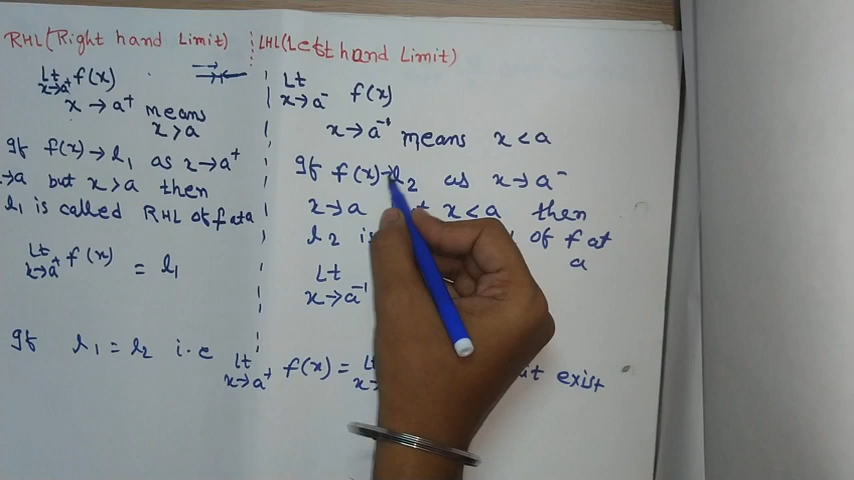 RHL(Right hand Limit)
Lt f(x)
x→a⁺
x → a⁺ means
x>a
If f(x)→l₁ as x→a⁺
x→a but x>a then
l₁ is called RHL of f at a
Lt f(x) = l₁
x→a⁺
LHL(Left hand Limit)
Lt f(x)
x→a⁻
x→a⁻ means x<a
If f(x)→l₂ as x→a⁻
x→a x<a then
l₂ is of f at
a
Lt
x→a⁻
If l₁ = l₂ i.e Lt f(x) = Lt exist
x→a⁺